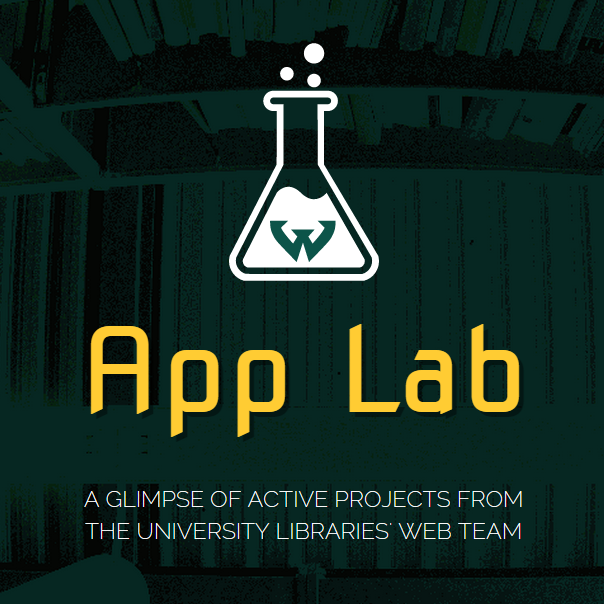 W
App Lab
A GLIMPSE OF ACTIVE PROJECTS FROM
THE UNIVERSITY LIBRARIES' WEB TEAM